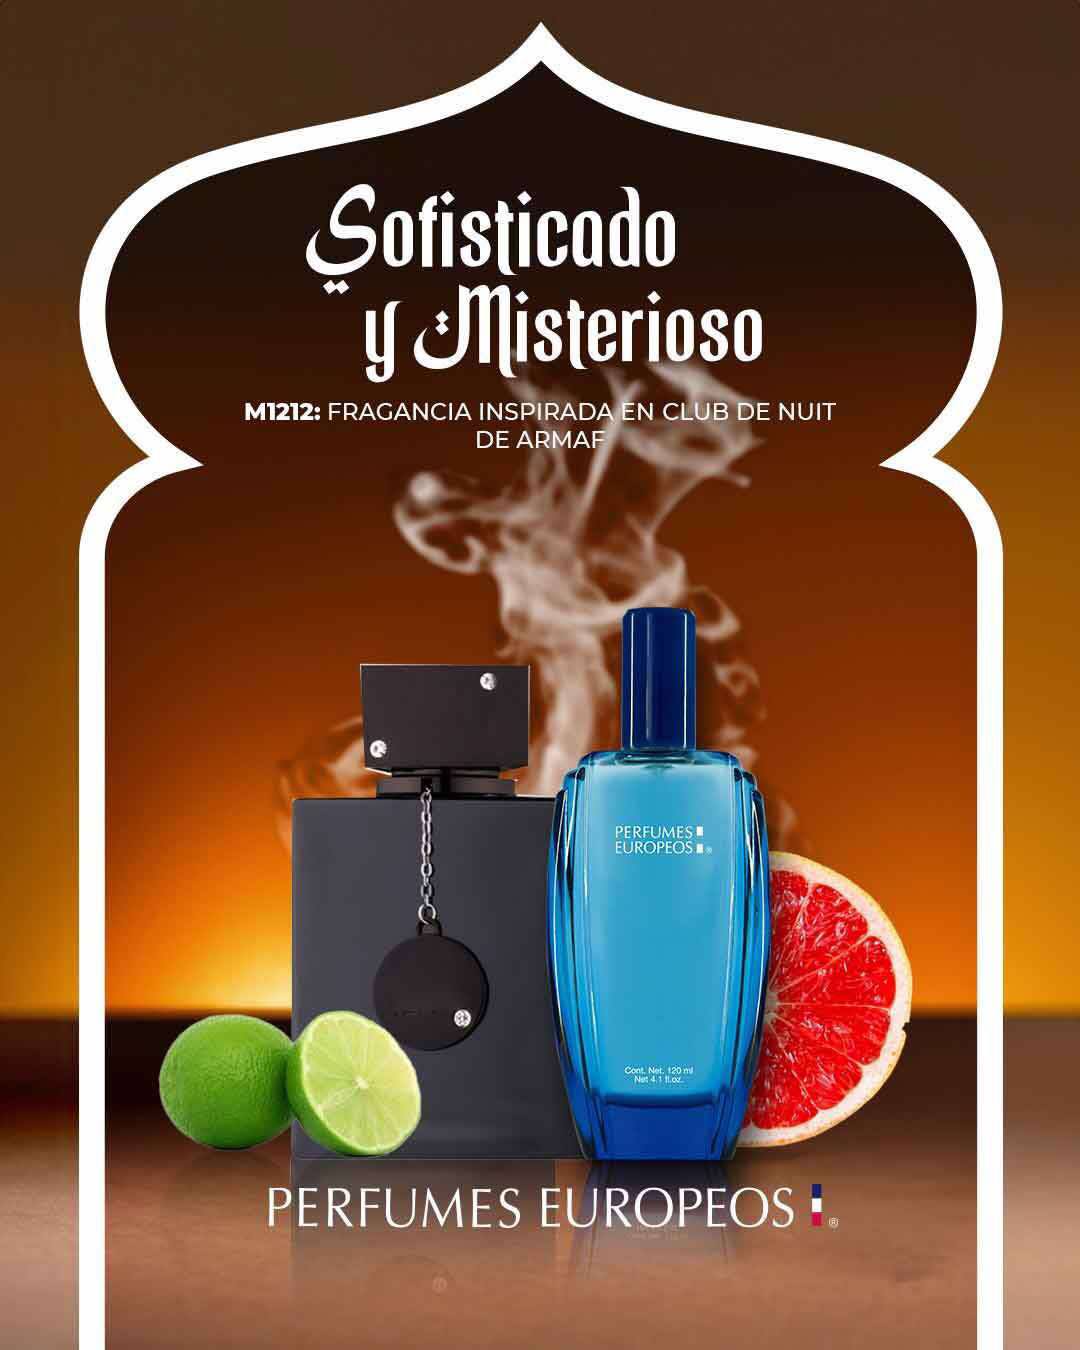 Sofisticado
y Misterioso
M1212: FRAGANCIA INSPIRADA EN CLUB DE NUIT
DE ARMAF
PERFUMES
EUROPEOS ®
Cont. Net. 120 ml
Net 4.1 fl.oz.
PERFUMES EUROPEOS ®